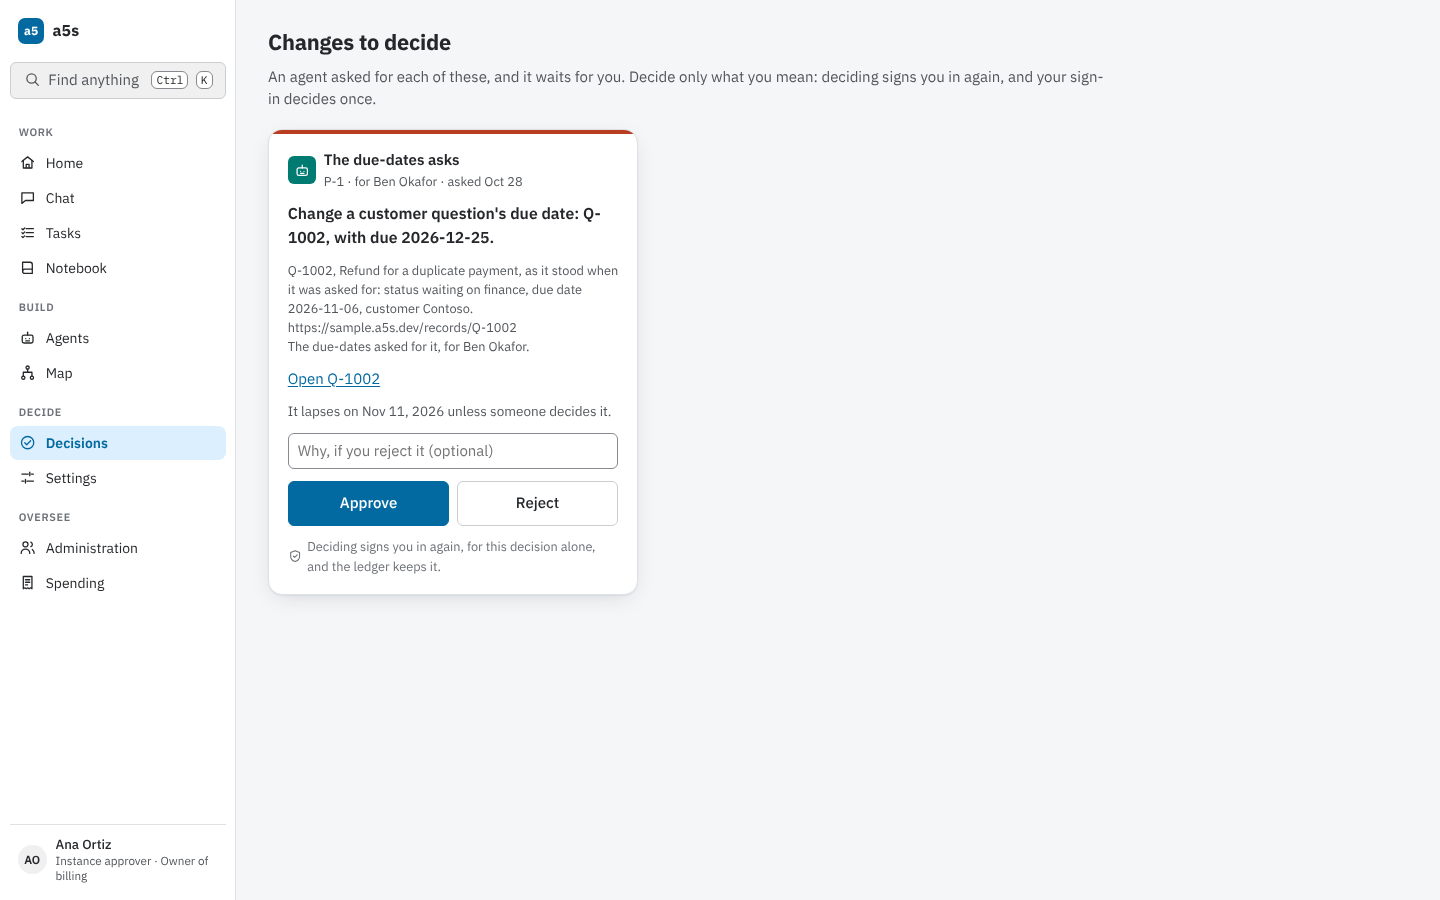 a5 a5s
Find anything Ctrl K
WORK
Home
Chat
Tasks
Notebook
BUILD
Agents
Map
DECIDE
Decisions
Settings
OVERSEE
Administration
Spending
AO
Ana Ortiz
Instance approver · Owner of
billing
Changes to decide
An agent asked for each of these, and it waits for you. Decide only what you mean: deciding signs you in again, and your sign-
in decides once.
The due-dates asks
P-1 · for Ben Okafor · asked Oct 28
Change a customer question's due date: Q-
1002, with due 2026-12-25.
Q-1002, Refund for a duplicate payment, as it stood when
it was asked for: status waiting on finance, due date
2026-11-06, customer Contoso.
https://sample.a5s.dev/records/Q-1002
The due-dates asked for it, for Ben Okafor.
Open Q-1002
It lapses on Nov 11, 2026 unless someone decides it.
Why, if you reject it (optional)
Approve
Reject
Deciding signs you in again, for this decision alone,
and the ledger keeps it.